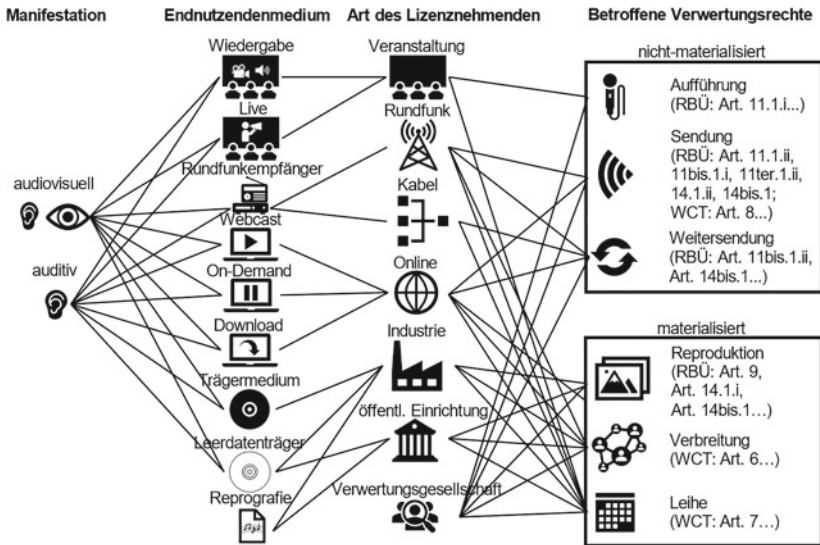 Manifestation
Endnutzendenmedium
Art des Lizenznehmenden
Betroffene Verwertungsrechte
audiovisuell
auditiv
Wiedergabe
Live
Rundfunkempfänger
Webcast
On-Demand
Download
Trägermedium
Leerdatenträger
Reprografie
Veranstaltung
Rundfunk
Kabel
Online
Industrie
öffentl. Einrichtung
Verwertungsgesellschaft
nicht-materialisiert
Aufführung
(RBÜ: Art. 11.1.i...)
Sendung
(RBÜ: Art. 11.1.ii,
11bis.1.i, 11ter.1.ii,
14.1.ii, 14bis.1;
WCT: Art. 8...)
Weitersendung
(RBÜ: Art. 11bis.1.ii,
Art. 14bis.1...)
materialisiert
Reproduktion
(RBÜ: Art. 9,
Art. 14.1.i,
Art. 14bis.1...)
Verbreitung
(WCT: Art. 6...)
Leihe
(WCT: Art. 7...)